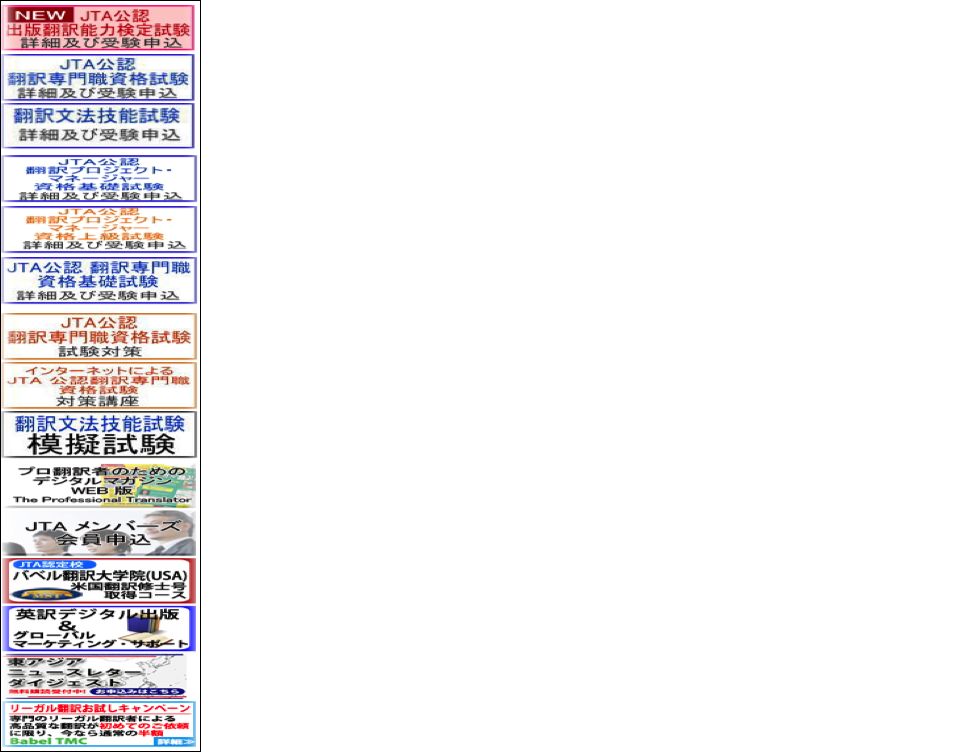 NEW JTA公認
出版翻訳能力検定試験
詳細及び受験申込
JTA公認
翻訳専門職資格試験
詳細及び受験申込
翻訳文法技能試験
詳細及び受験申込
JTA公認
翻訳プロジェクト・
マネージャー
資格基礎試験
詳細及び受験申込
JTA公認
翻訳プロジェクト・
マネージャー
資格上級試験
詳細及び受験申込
JTA公認 翻訳専門職
資格基礎試験
詳細及び受験申込
JTA公認
翻訳専門職資格試験
試験対策
インターネットによる
JTA 公認翻訳専門職
資格試験
対策講座
翻訳文法技能試験
模擬試験
プロ翻訳者のための
デジタルマガジン
WEB 版
The Professional Translator
JTA メンバーズ
会員申込
JTA認定校
バベル翻訳大学院(USA)
米国翻訳修士号
取得コース
英訳デジタル出版
&
グローバル
マーケティング・サポート
東アジア
ニュースレター
ダイジェスト
無料購読受付中! お申込みはこちら
リーガル翻訳お試しキャンペーン
専門のリーガル翻訳者による
高品質な翻訳が初めてのご依頼
に限り、今なら通常の半額
Babel TMC 詳細≫